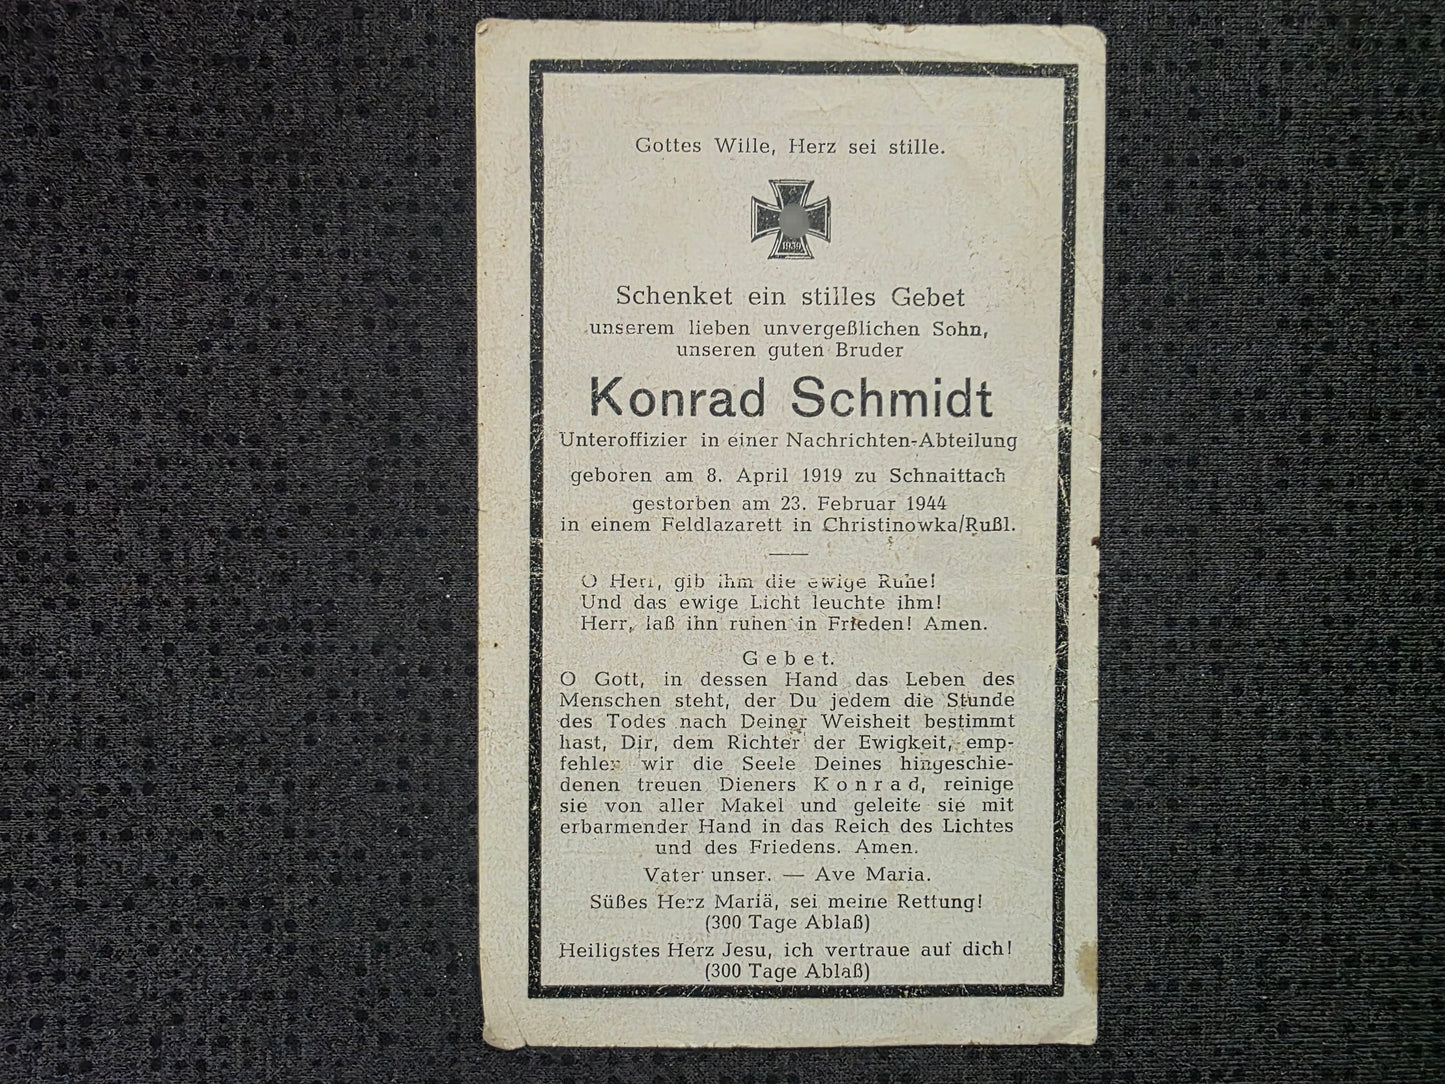 Gottes Wille, Herz sei stille.
1939
Schenket ein stilles Gebet
unserem lieben unvergeßlichen Sohn,
unseren guten Bruder
Konrad Schmidt
Unteroffizier in einer Nachrichten-Abteilung
geboren am 8. April 1919 zu Schnaittach
gestorben am 23. Februar 1944
in einem Feldlazarett in Christinowka/Rußl.
O Herr, gib ihm die ewige Ruhe!
Und das ewige Licht leuchte ihm!
Herr, laß ihn ruhen in Frieden! Amen.
Gebet.
O Gott, in dessen Hand das Leben des
Menschen steht, der Du jedem die Stunde
des Todes nach Deiner Weisheit bestimmt
hast, Dir, dem Richter der Ewigkeit, emp-
fehlen wir die Seele Deines hingeschie-
denen treuen Dieners Konrad, reinige
sie von aller Makel und geleite sie mit
erbarmender Hand in das Reich des Lichtes
und des Friedens. Amen.
Vater unser. — Ave Maria.
Süßes Herz Mariä, sei meine Rettung!
(300 Tage Ablaß)
Heiligstes Herz Jesu, ich vertraue auf dich!
(300 Tage Ablaß)